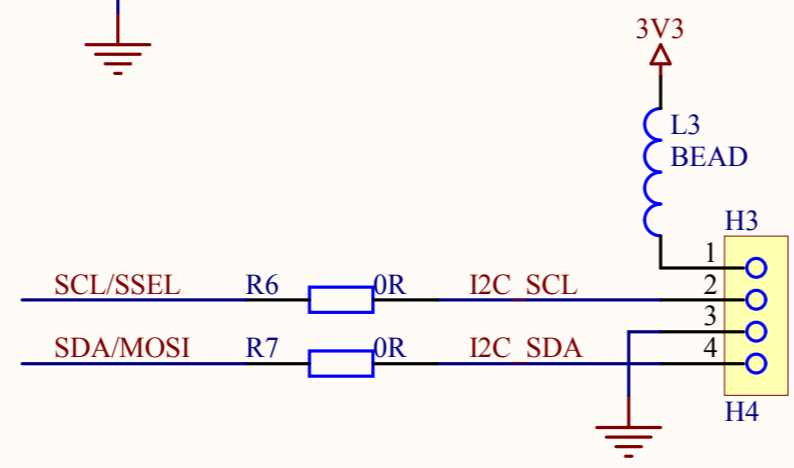 3V3
L3
BEAD
H3
1
SCL/SSEL R6 0R I2C_SCL 2
3
SDA/MOSI R7 0R I2C_SDA 4
H4